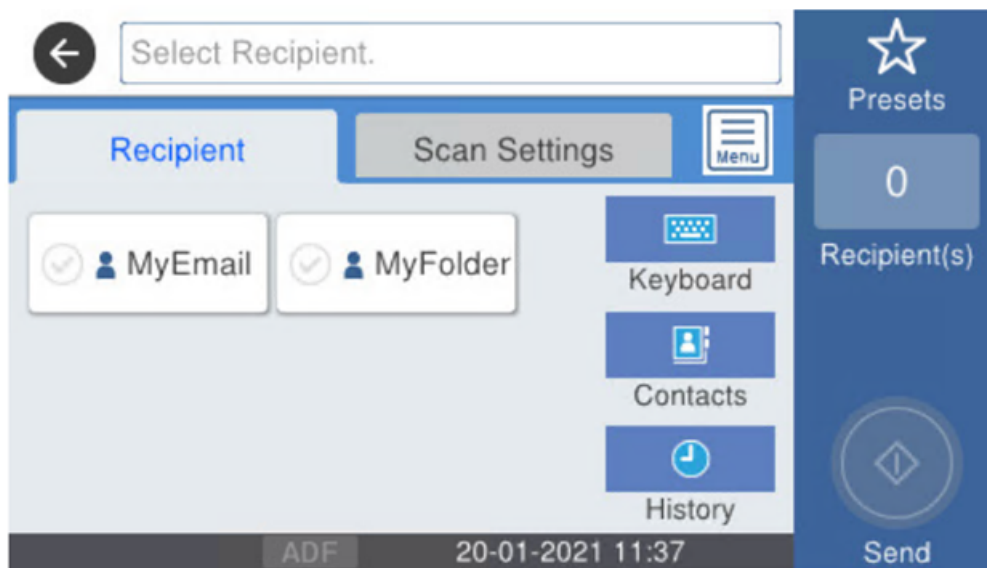 Select Recipient.
Presets
Recipient
Scan Settings
Menu
0
Recipient(s)
MyEmail
MyFolder
Keyboard
Contacts
History
ADF
20-01-2021 11:37
Send